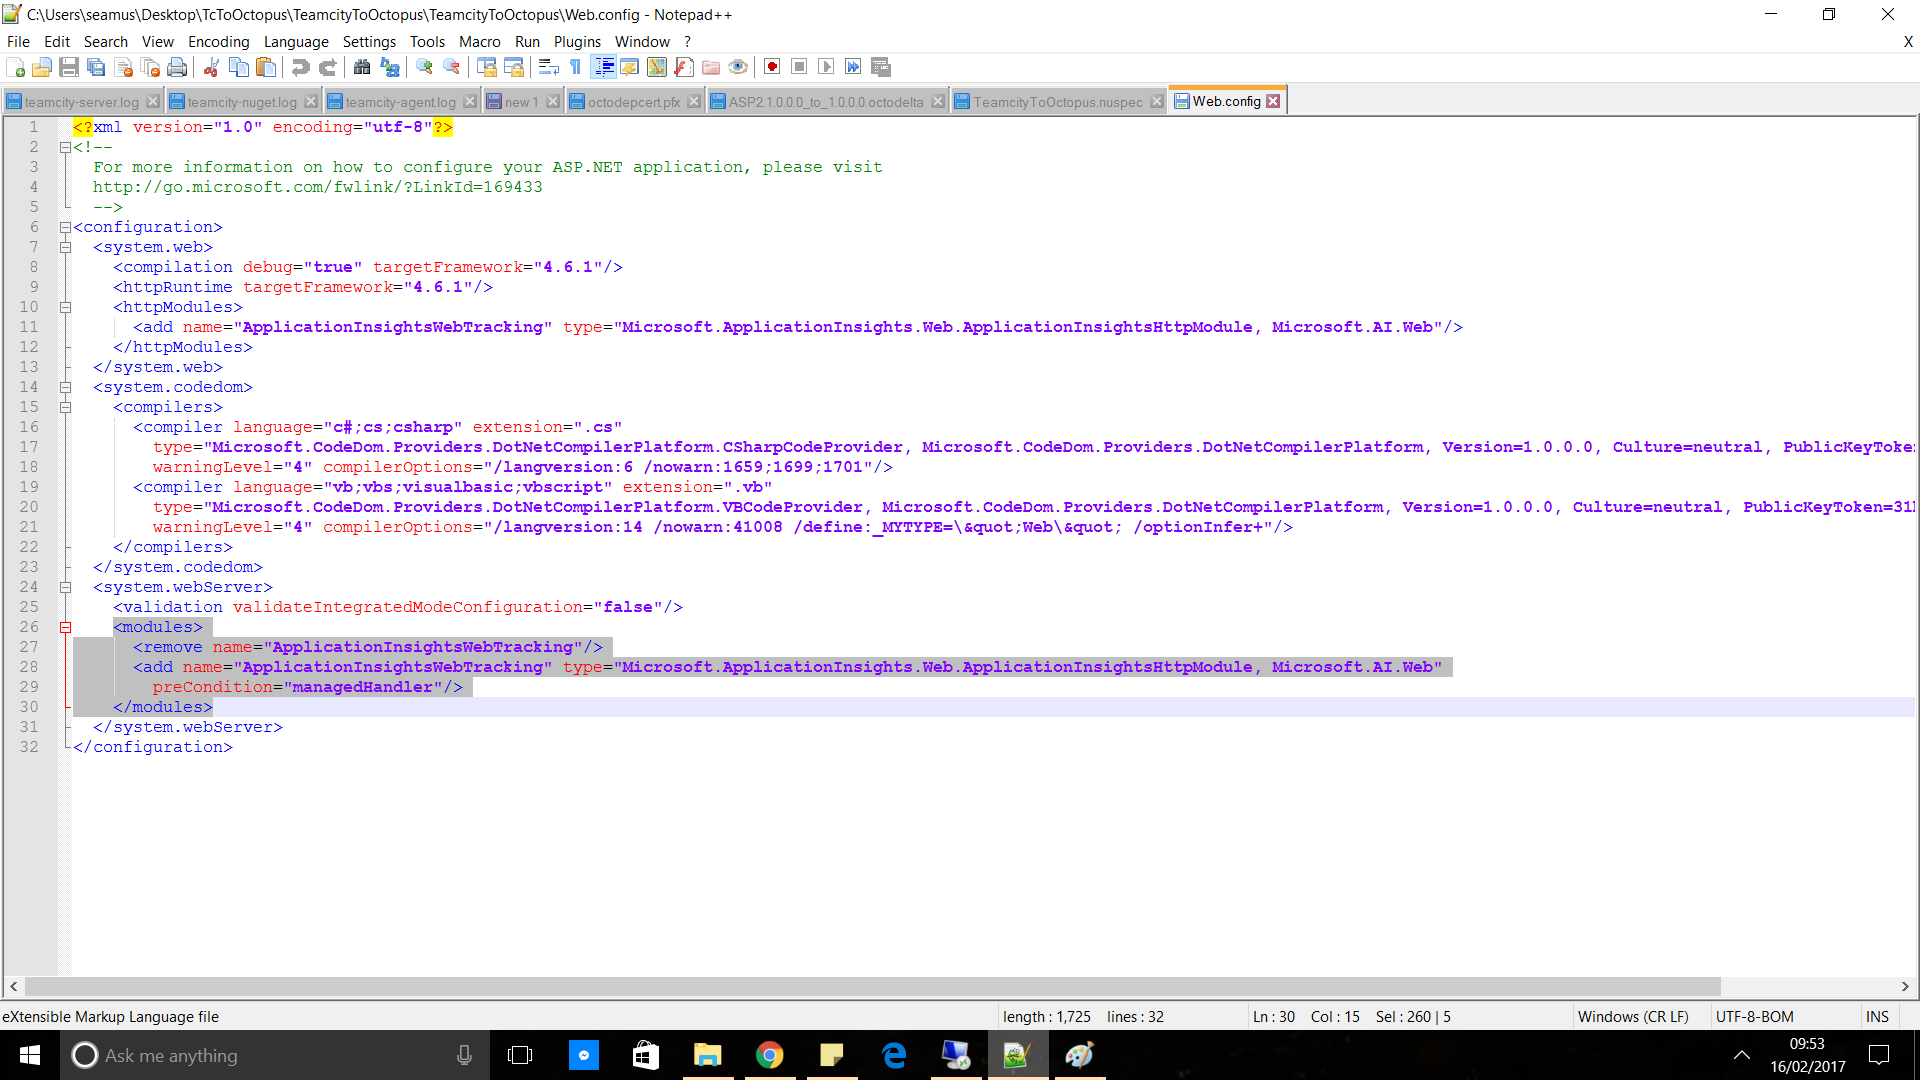 C:\Users\seamus\Desktop\TcToOctopus\TeamcityToOctopus\TeamcityToOctopus\Web.config - Notepad++
File Edit Search View Encoding Language Settings Tools Macro Run Plugins Window ? X
teamcity-server.log teamcity-nuget.log teamcity-agent.log new 1 octodepcert.pfx ASP2.1.0.0.0_to_1.0.0.0.octodelta TeamcityToOctopus.nuspec Web.config
1 <?xml version="1.0" encoding="utf-8"?>
2 <!--
3 For more information on how to configure your ASP.NET application, please visit
4 http://go.microsoft.com/fwlink/?LinkId=169433
5 -->
6 <configuration>
7 <system.web>
8 <compilation debug="true" targetFramework="4.6.1"/>
9 <httpRuntime targetFramework="4.6.1"/>
10 <httpModules>
11 <add name="ApplicationInsightsWebTracking" type="Microsoft.ApplicationInsights.Web.ApplicationInsightsHttpModule, Microsoft.AI.Web"/>
12 </httpModules>
13 </system.web>
14 <system.codedom>
15 <compilers>
16 <compiler language="c#;cs;csharp" extension=".cs"
17 type="Microsoft.CodeDom.Providers.DotNetCompilerPlatform.CSharpCodeProvider, Microsoft.CodeDom.Providers.DotNetCompilerPlatform, Version=1.0.0.0, Culture=neutral, PublicKeyToke
18 warningLevel="4" compilerOptions="/langversion:6 /nowarn:1659;1699;1701"/>
19 <compiler language="vb;vbs;visualbasic;vbscript" extension=".vb"
20 type="Microsoft.CodeDom.Providers.DotNetCompilerPlatform.VBCodeProvider, Microsoft.CodeDom.Providers.DotNetCompilerPlatform, Version=1.0.0.0, Culture=neutral, PublicKeyToken=31
21 warningLevel="4" compilerOptions="/langversion:14 /nowarn:41008 /define:_MYTYPE=\&quot;Web\&quot; /optionInfer+"/>
22 </compilers>
23 </system.codedom>
24 <system.webServer>
25 <validation validateIntegratedModeConfiguration="false"/>
26 <modules>
27 <remove name="ApplicationInsightsWebTracking"/>
28 <add name="ApplicationInsightsWebTracking" type="Microsoft.ApplicationInsights.Web.ApplicationInsightsHttpModule, Microsoft.AI.Web"
29 preCondition="managedHandler"/>
30 </modules>
31 </system.webServer>
32 </configuration>
eXtensible Markup Language file length : 1,725 lines : 32 Ln : 30 Col : 15 Sel : 260 | 5 Windows (CR LF) UTF-8-BOM INS
Ask me anything
09:53
16/02/2017